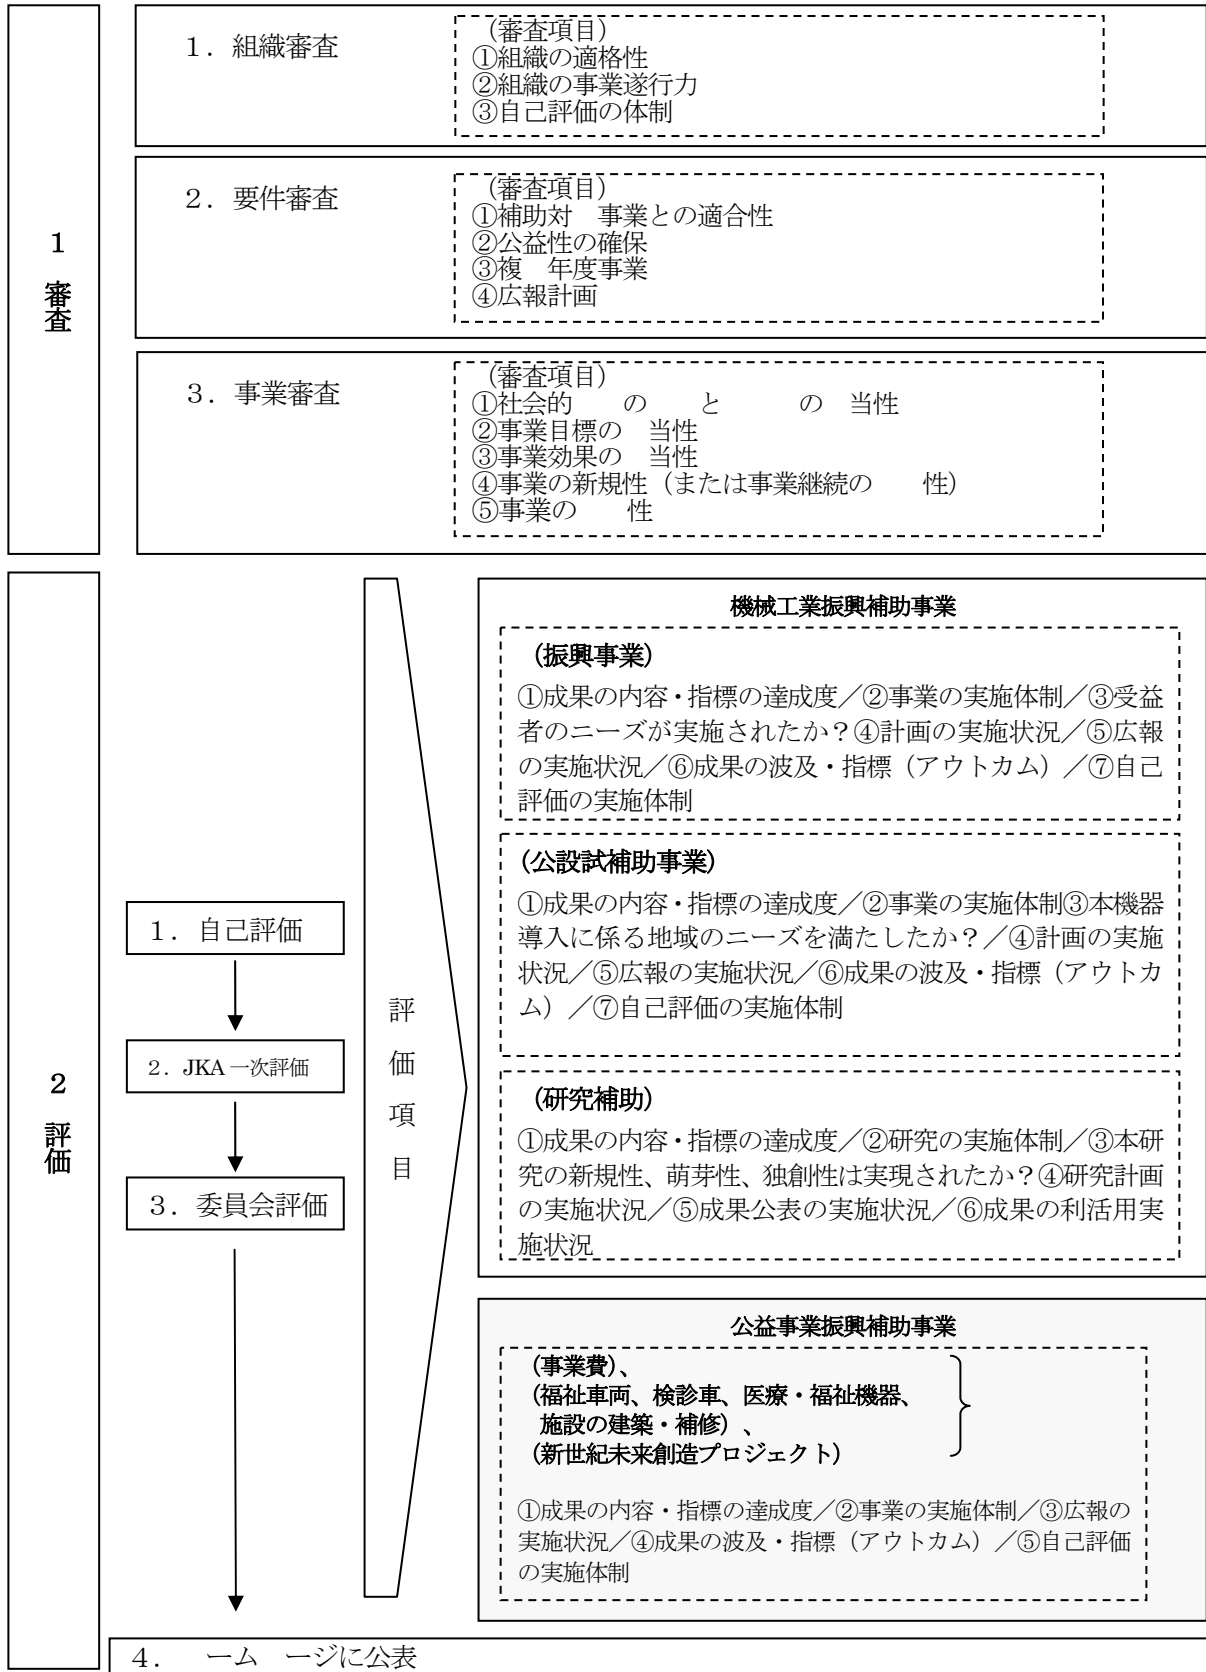 1
審査
1．組織審査
（審査項目）
①組織の適格性
②組織の事業遂行力
③自己評価の体制
2．要件審査
（審査項目）
①補助対　事業との適合性
②公益性の確保
③複　年度事業
④広報計画
3．事業審査
（審査項目）
①社会的　　の　　と　　　の　当性
②事業目標の　当性
③事業効果の　当性
④事業の新規性（または事業継続の　　性）
⑤事業の　　性
2
評価
1．自己評価
2．JKA 一次評価
3．委員会評価
評
価
項
目
機械工業振興補助事業
（振興事業）
①成果の内容・指標の達成度／②事業の実施体制／③受益
者のニーズが実施されたか？④計画の実施状況／⑤広報
の実施状況／⑥成果の波及・指標（アウトカム）／⑦自己
評価の実施体制
（公設試補助事業）
①成果の内容・指標の達成度／②事業の実施体制③本機器
導入に係る地域のニーズを満たしたか？／④計画の実施
状況／⑤広報の実施状況／⑥成果の波及・指標（アウトカ
ム）／⑦自己評価の実施体制
（研究補助）
①成果の内容・指標の達成度／②研究の実施体制／③本研
究の新規性、萌芽性、独創性は実現されたか？④研究計画
の実施状況／⑤成果公表の実施状況／⑥成果の利活用実
施状況
公益事業振興補助事業
（事業費）、
（福祉車両、検診車、医療・福祉機器、
施設の建築・補修）、
（新世紀未来創造プロジェクト）
①成果の内容・指標の達成度／②事業の実施体制／③広報の
実施状況／④成果の波及・指標（アウトカム）／⑤自己評価
の実施体制
4．　ーム　ージに公表